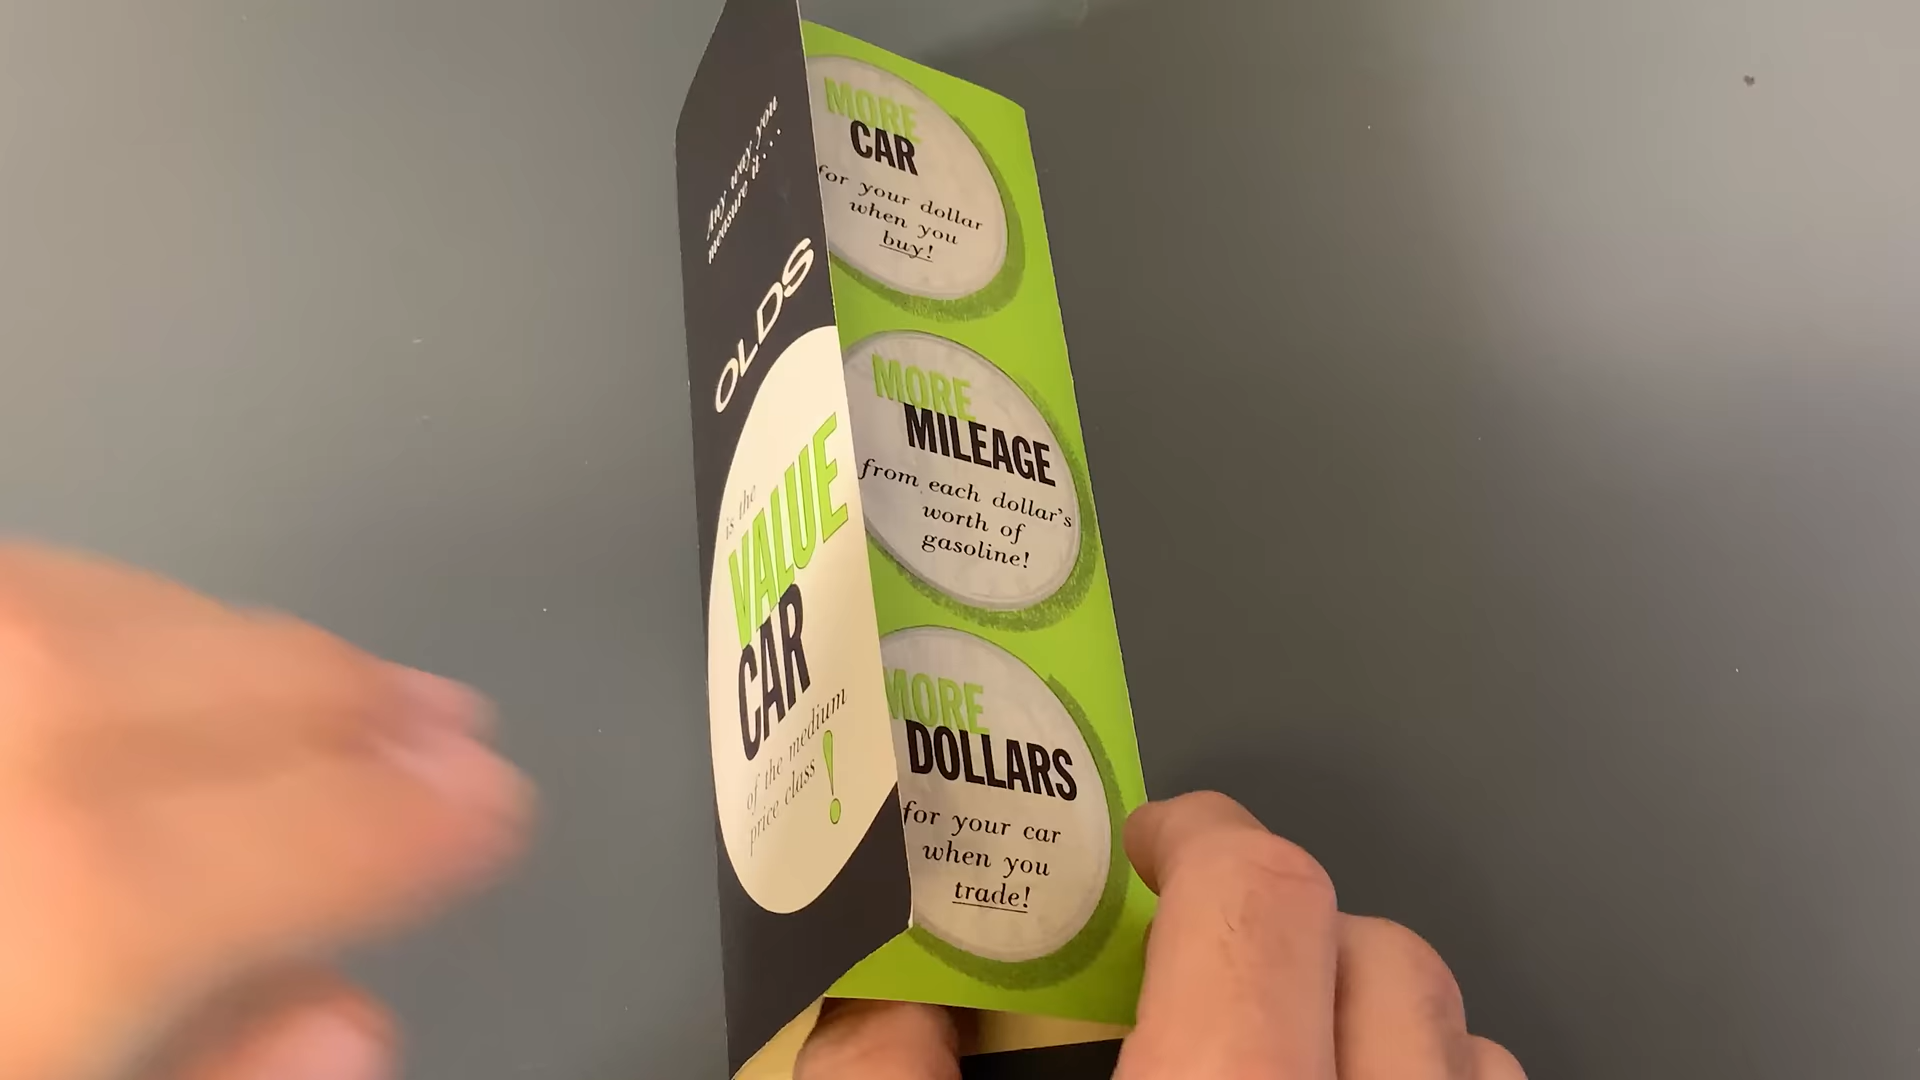 Any way you
measure it...
OLDS
is the
VALUE
CAR
of the medium
price class!
MORE
CAR
for your dollar
when you
buy!
MORE
MILEAGE
from each dollar's
worth of
gasoline!
MORE
DOLLARS
for your car
when you
trade!